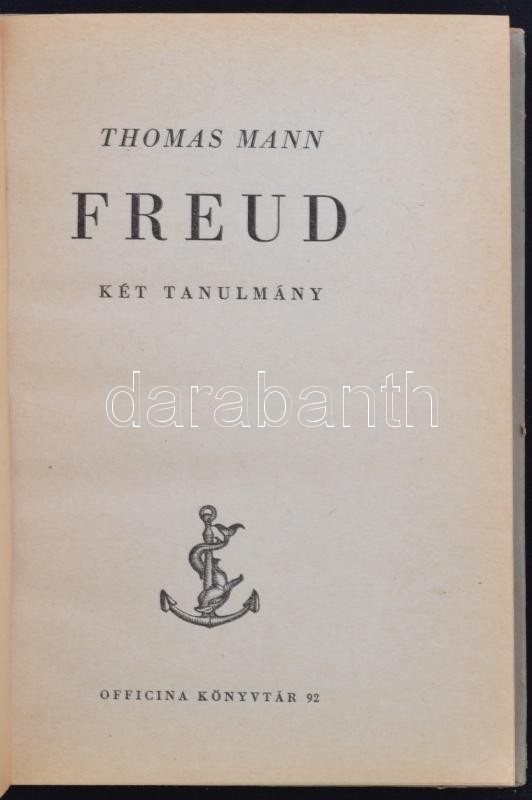 THOMAS MANN
FREUD
KÉT TANULMÁNY
darabanth
OFFICINA KÖNYVTÁR 92